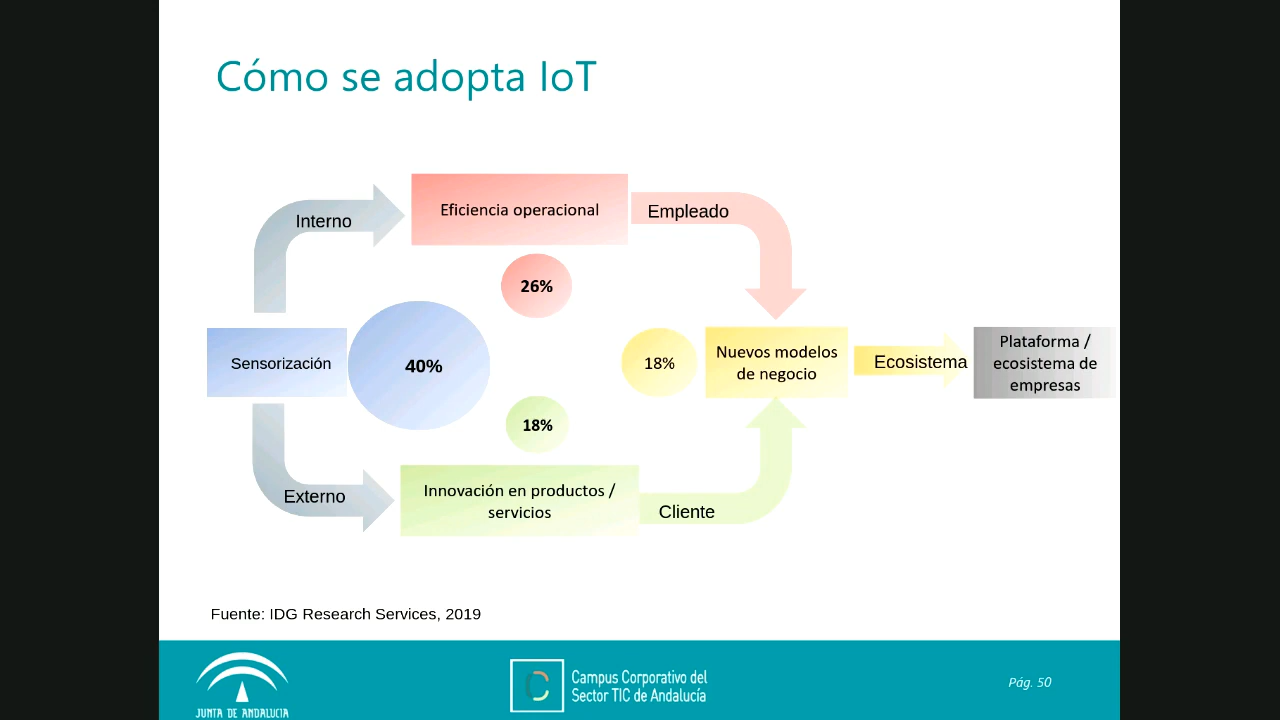 Cómo se adopta IoT
Interno
Eficiencia operacional
Empleado
26%
Sensorización
40%
18%
Nuevos modelos
de negocio
Ecosistema
Plataforma /
ecosistema de
empresas
18%
Externo
Innovación en productos /
servicios
Cliente
Fuente: IDG Research Services, 2019
JUNTA DE ANDALUCIA
Campus Corporativo del
Sector TIC de Andalucía
Pág. 50